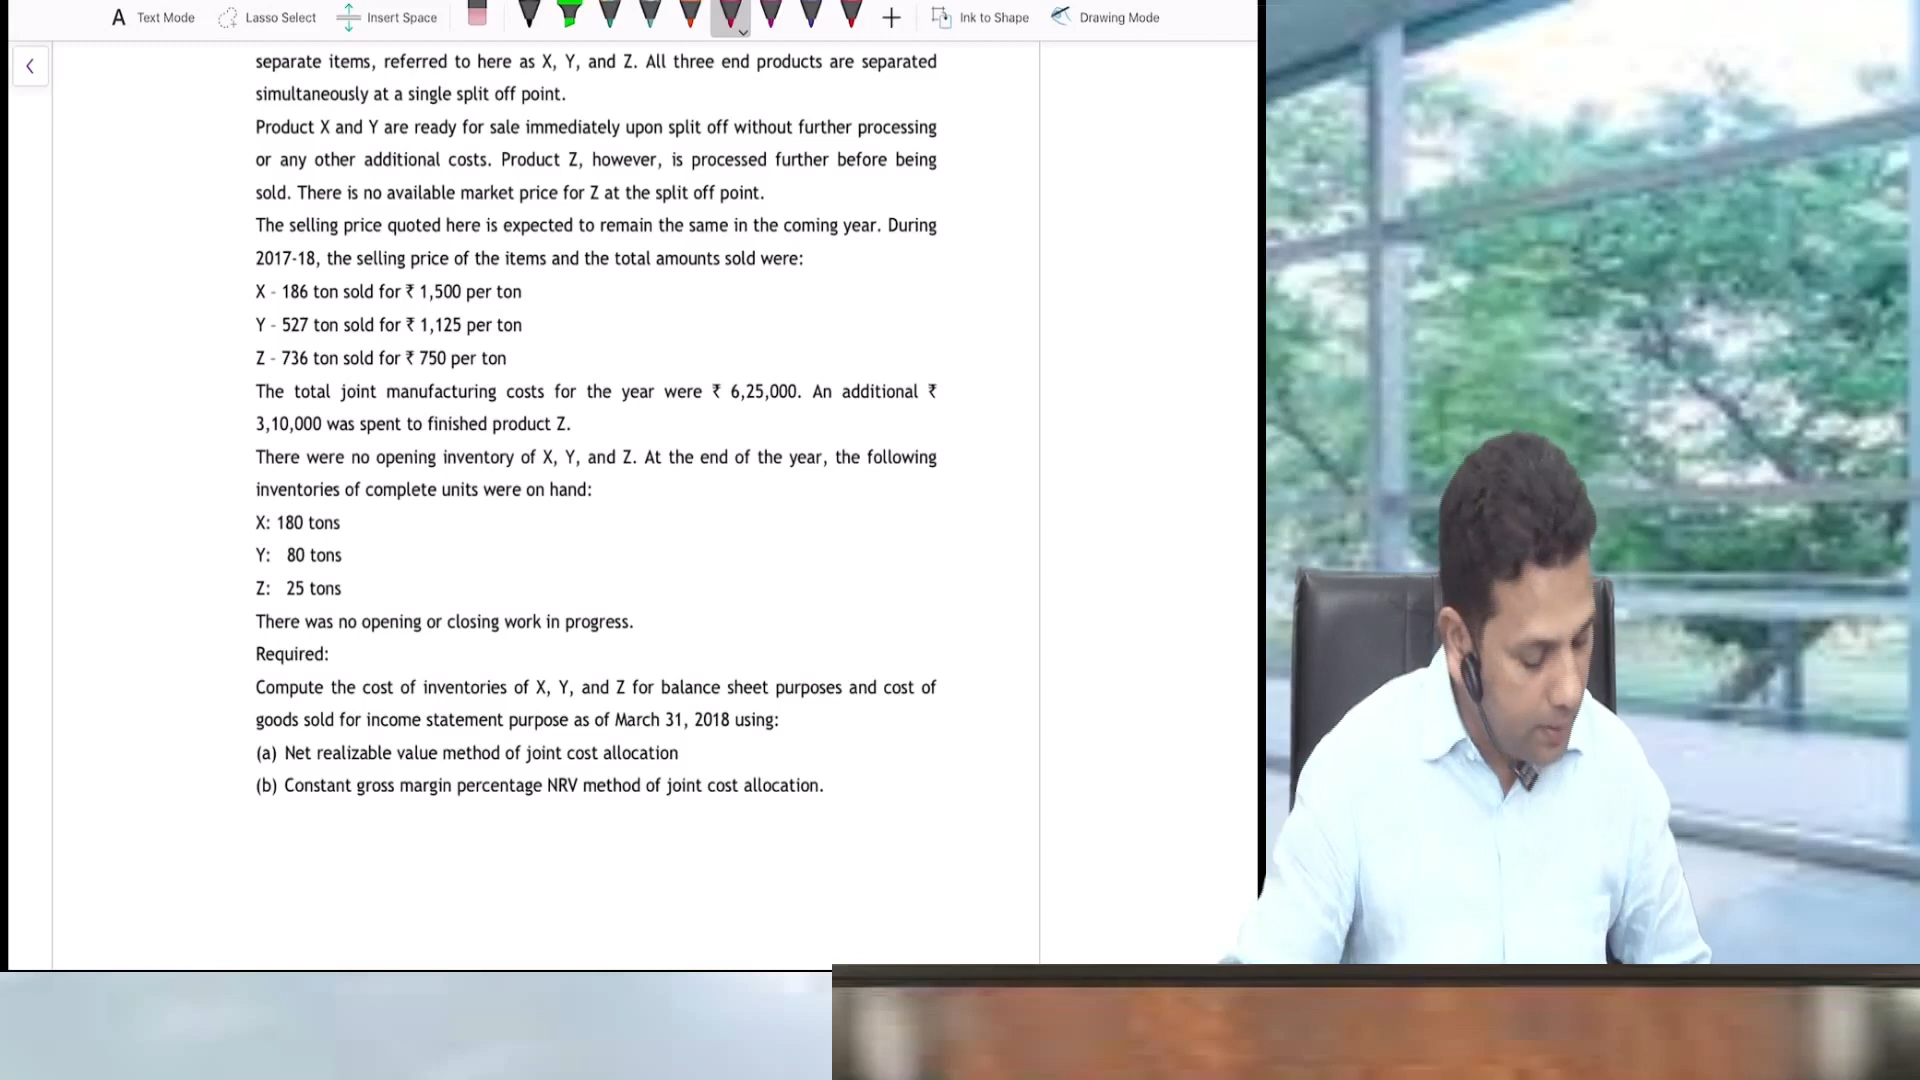 Text Mode
Lasso Select
Insert Space
Ink to Shape
Drawing Mode
separate items, referred to here as X, Y, and Z. All three end products are separated
simultaneously at a single split off point.
Product X and Y are ready for sale immediately upon split off without further processing
or any other additional costs. Product Z, however, is processed further before being
sold. There is no available market price for Z at the split off point.
The selling price quoted here is expected to remain the same in the coming year. During
2017-18, the selling price of the items and the total amounts sold were:
X - 186 ton sold for ₹ 1,500 per ton
Y - 527 ton sold for ₹ 1,125 per ton
Z - 736 ton sold for ₹ 750 per ton
The total joint manufacturing costs for the year were ₹ 6,25,000. An additional ₹
3,10,000 was spent to finished product Z.
There were no opening inventory of X, Y, and Z. At the end of the year, the following
inventories of complete units were on hand:
X: 180 tons
Y: 80 tons
Z: 25 tons
There was no opening or closing work in progress.
Required:
Compute the cost of inventories of X, Y, and Z for balance sheet purposes and cost of
goods sold for income statement purpose as of March 31, 2018 using:
(a) Net realizable value method of joint cost allocation
(b) Constant gross margin percentage NRV method of joint cost allocation.